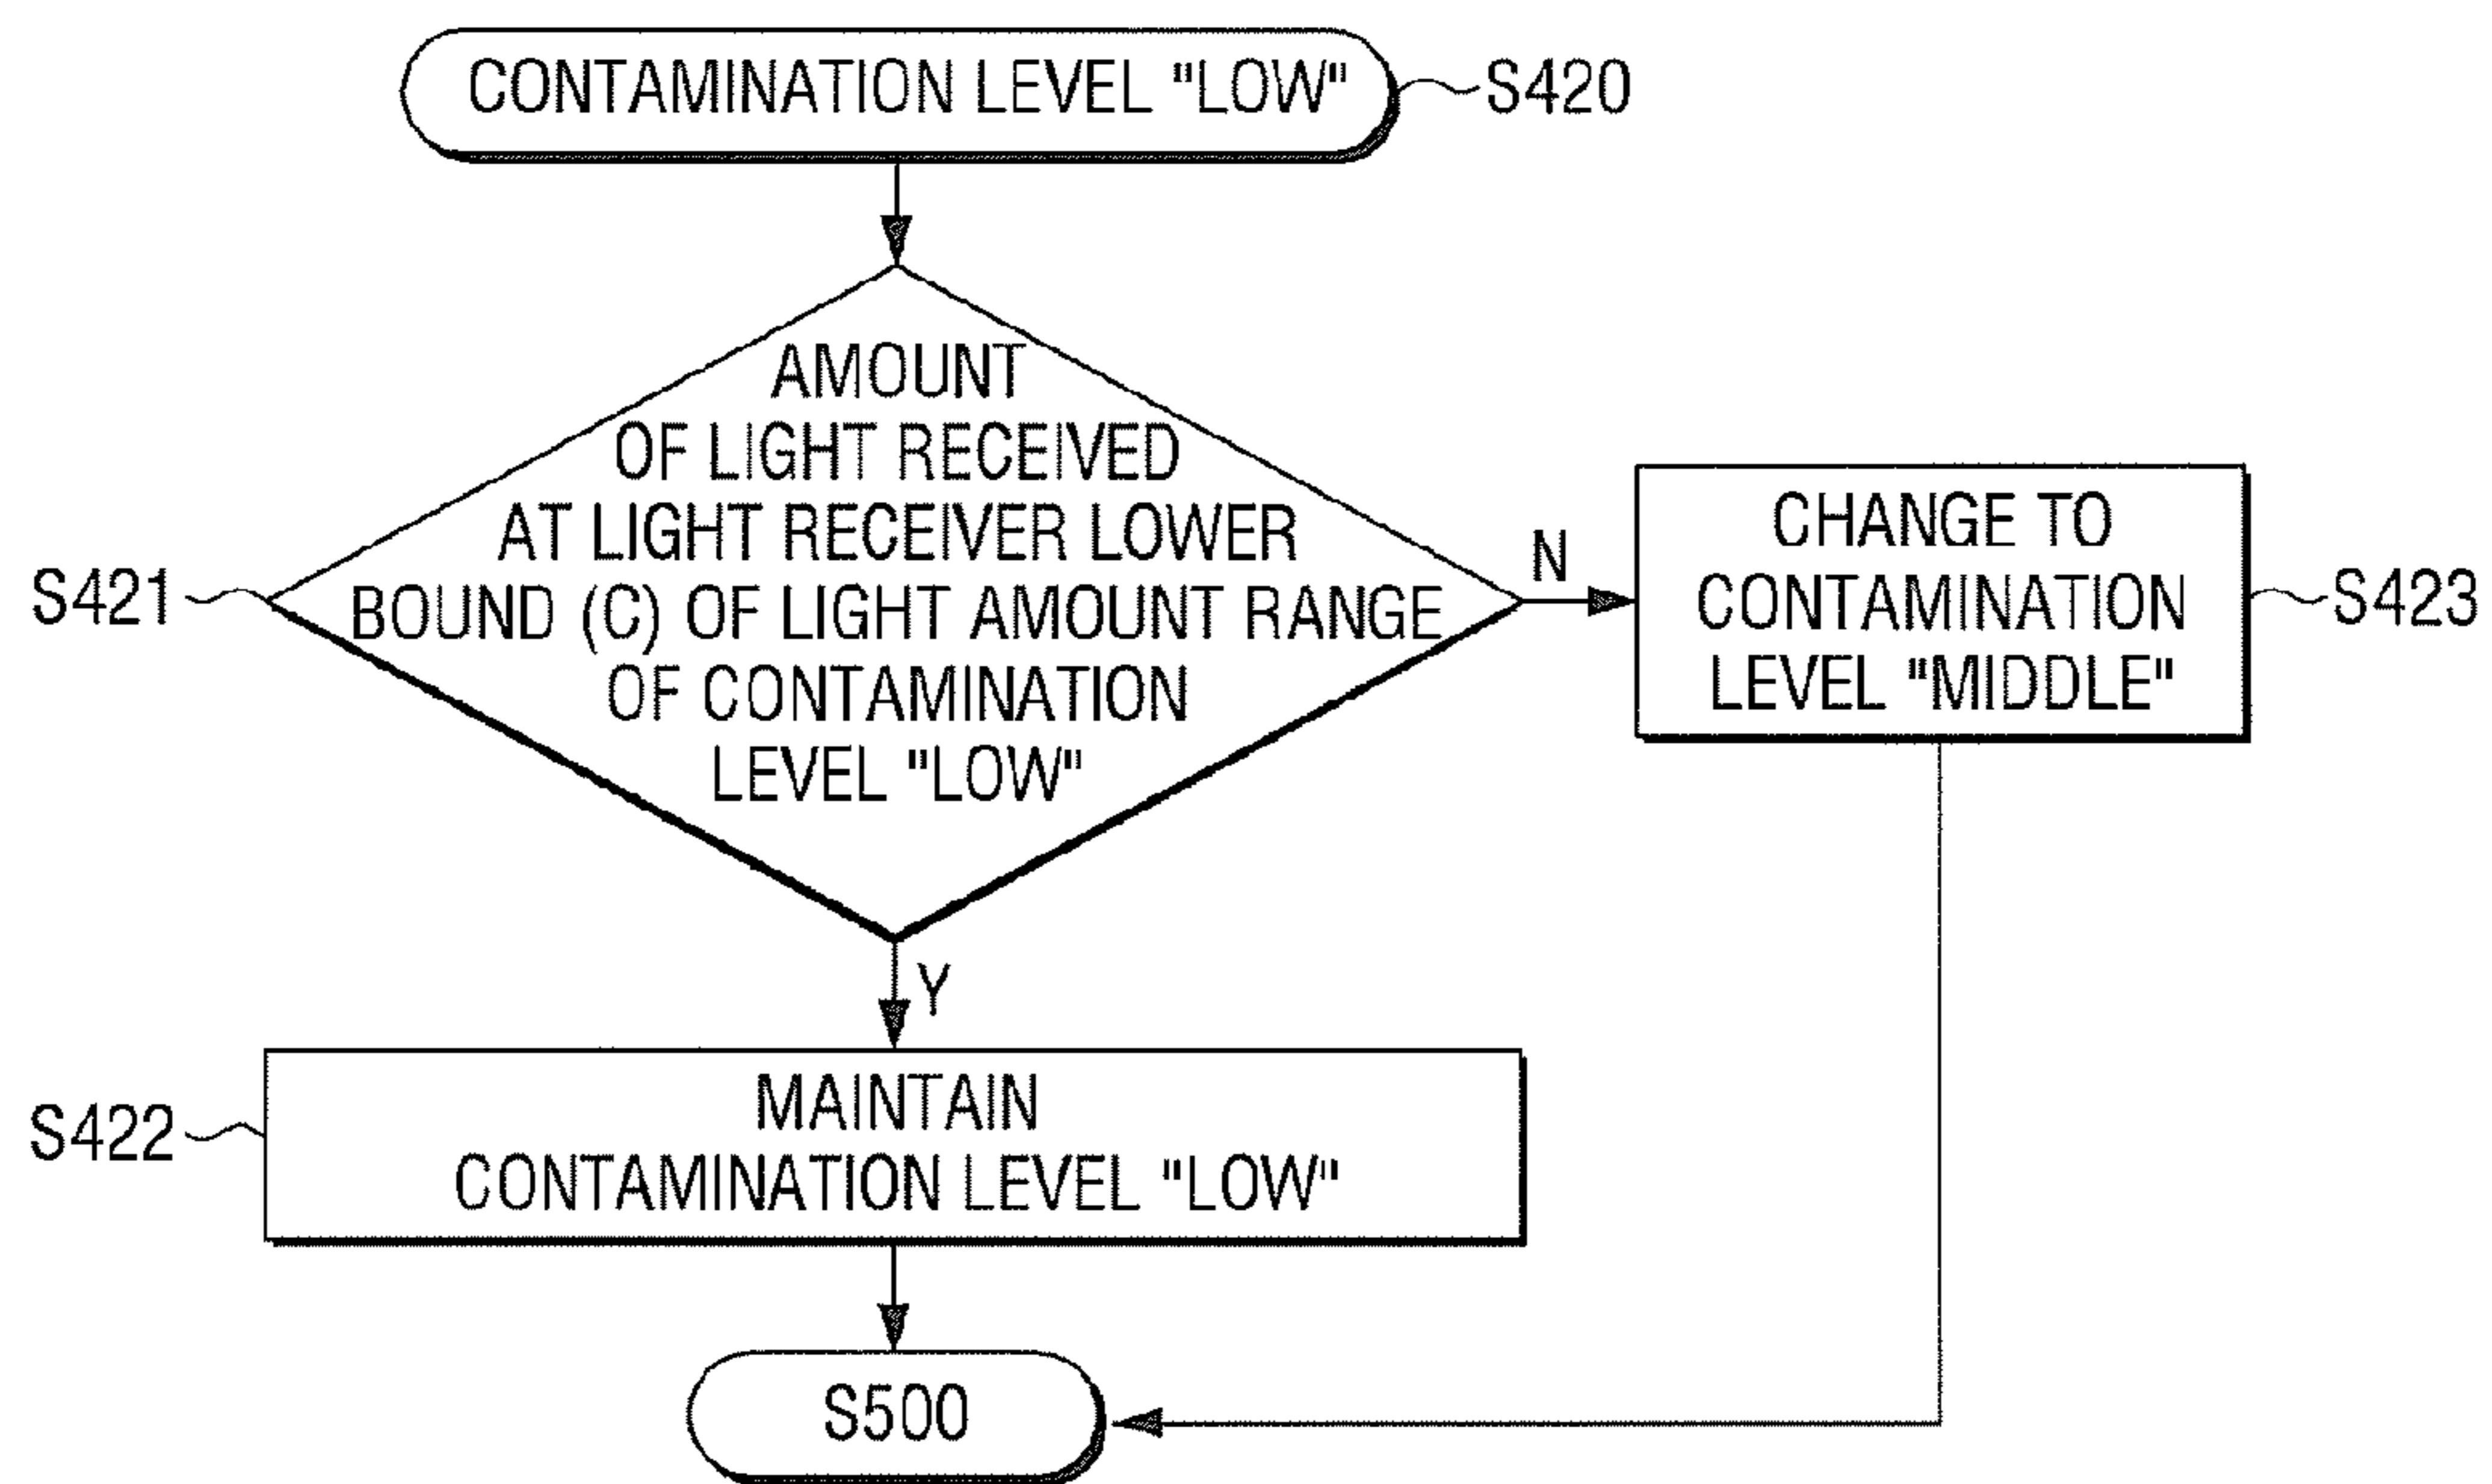 CONTAMINATION LEVEL "LOW"
S420
AMOUNT
OF LIGHT RECEIVED
AT LIGHT RECEIVER LOWER
BOUND (C) OF LIGHT AMOUNT RANGE
OF CONTAMINATION
LEVEL "LOW"
S421
N
CHANGE TO
CONTAMINATION
LEVEL "MIDDLE"
S423
Y
MAINTAIN
CONTAMINATION LEVEL "LOW"
S422
S500